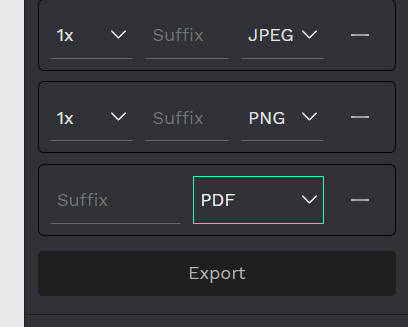 1x Suffix JPEG
1x Suffix PNG
Suffix PDF
Export